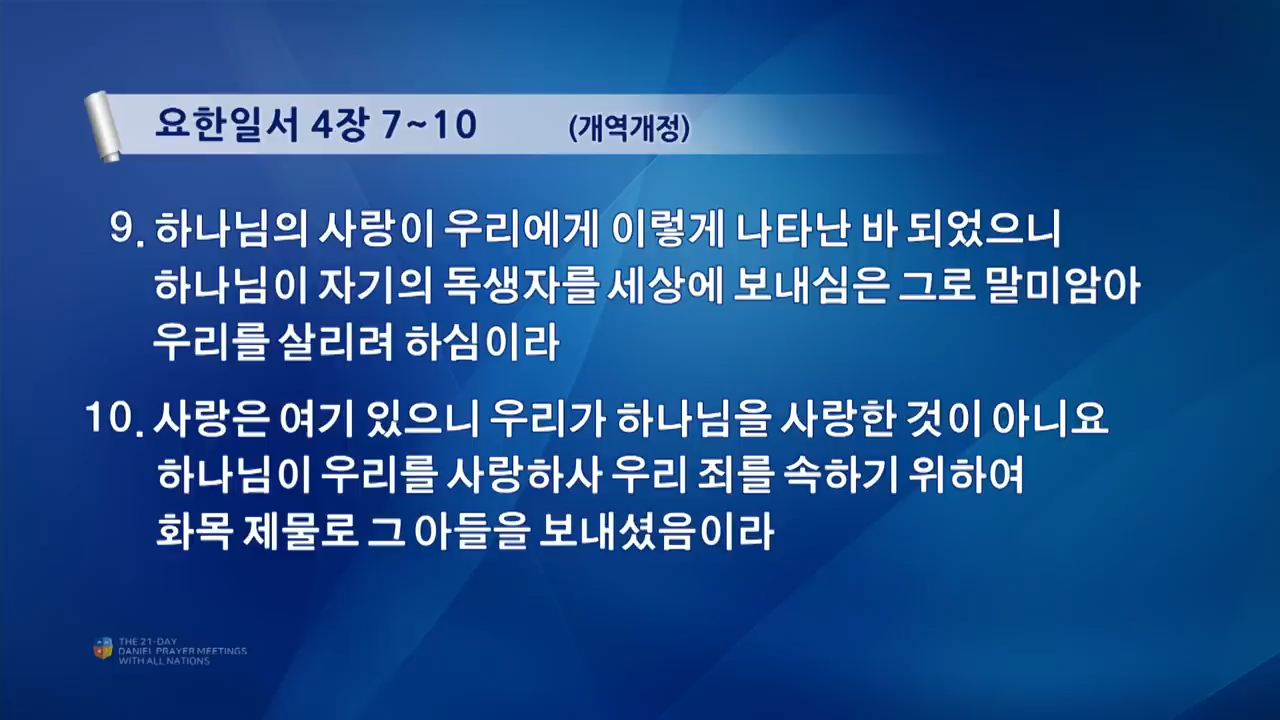 요한일서 4장 7~10 (개역개정)
9. 하나님의 사랑이 우리에게 이렇게 나타난 바 되었으니
하나님이 자기의 독생자를 세상에 보내심은 그로 말미암아
우리를 살리려 하심이라
10. 사랑은 여기 있으니 우리가 하나님을 사랑한 것이 아니요
하나님이 우리를 사랑하사 우리 죄를 속하기 위하여
화목 제물로 그 아들을 보내셨음이라
THE 21-DAY
DANIEL PRAYER MEETINGS
WITH ALL NATIONS